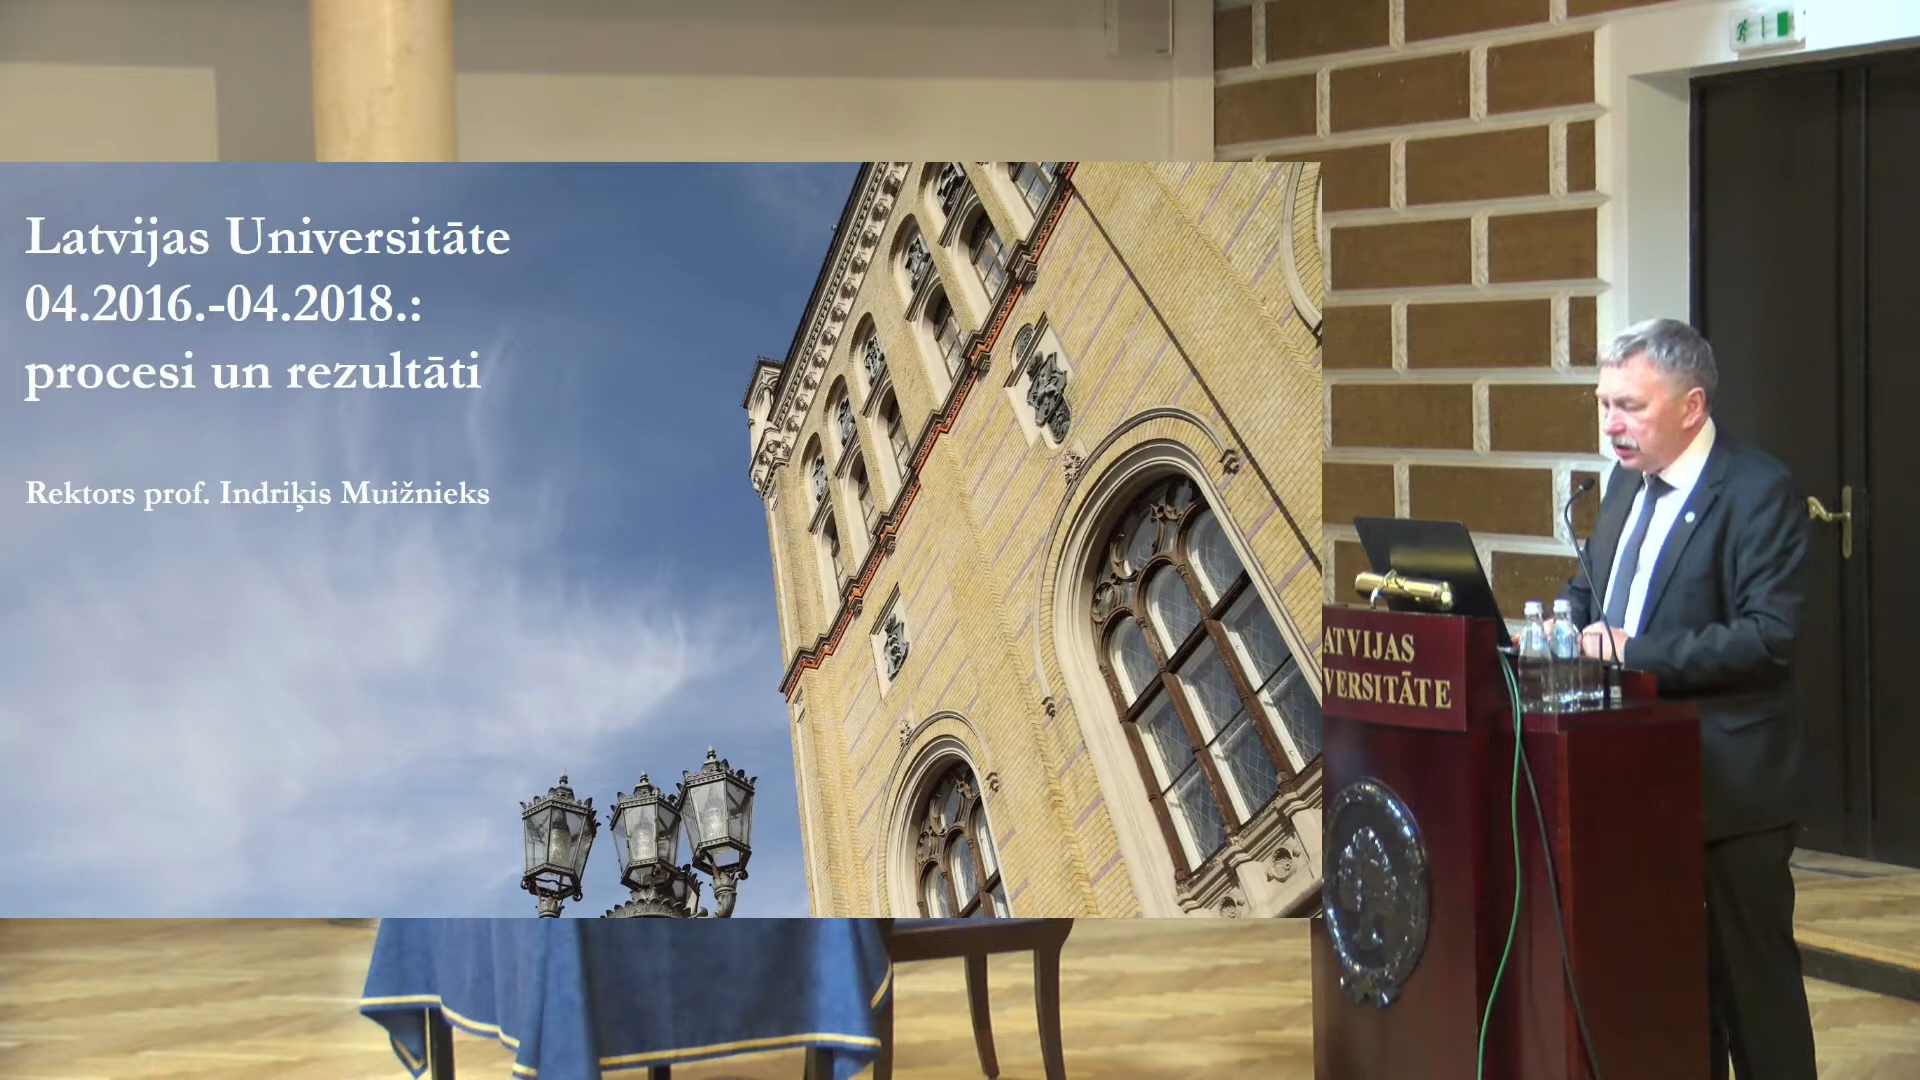 Latvijas Universitāte
04.2016.-04.2018.:
procesi un rezultāti
Rektors prof. Indriķis Muižnieks
ATVIJAS
VERSITĀTE